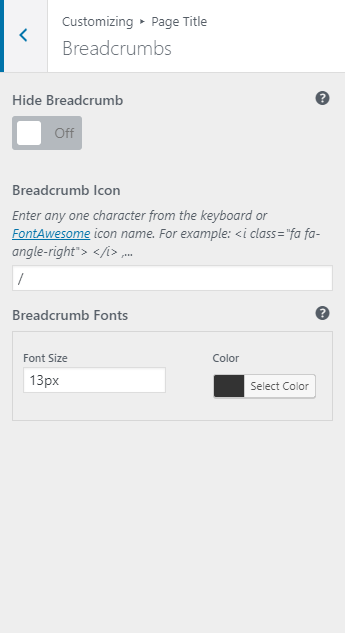 Customizing ▸ Page Title
Breadcrumbs
Hide Breadcrumb
Off
Breadcrumb Icon
Enter any one character from the keyboard or
FontAwesome icon name. For example: <i class="fa fa-
angle-right"> </i> ,...
/
Breadcrumb Fonts
Font Size
Color
13px
Select Color